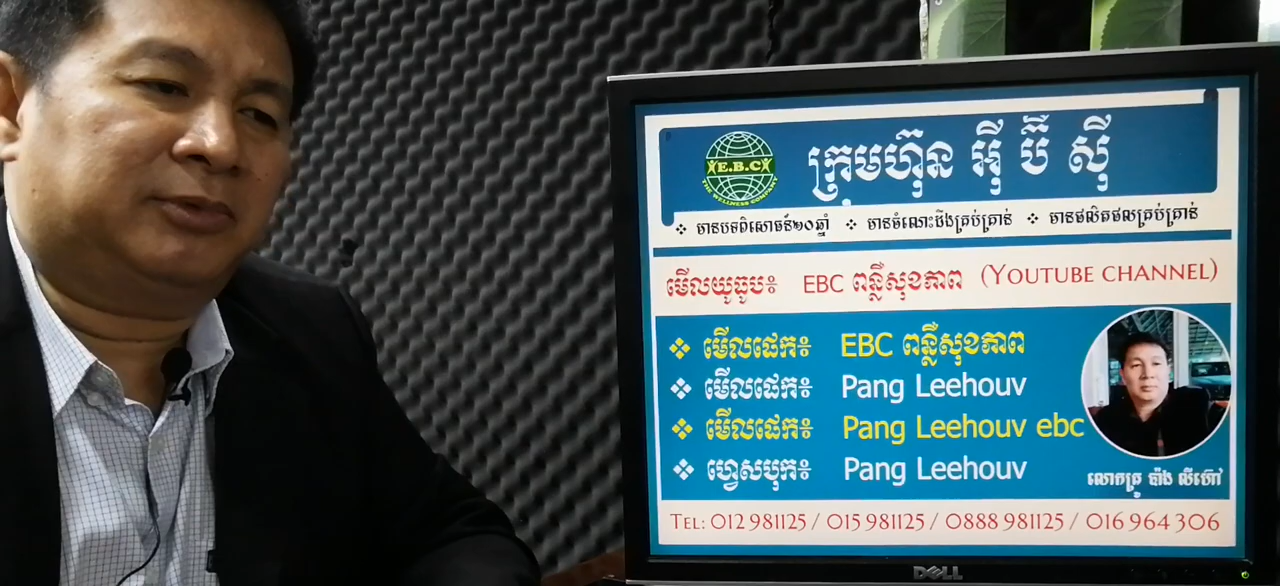 E.B.C
THE WELLNESS COMPANY
ក្រុមហ៊ុន អ៊ី ប៊ី ស៊ី
❖ មានបទពិសោធន៍២០ឆ្នាំ ❖ មានចំណេះដឹងគ្រប់គ្រាន់ ❖ មានផលិតផលគ្រប់គ្រាន់
មើលយូធូប៖ EBC ពន្លឺសុខភាព (YOUTUBE CHANNEL)
❖ មើលផេក៖ EBC ពន្លឺសុខភាព
❖ មើលផេក៖ Pang Leehouv
❖ មើលផេក៖ Pang Leehouv ebc
❖ ហ្វេសបុក៖ Pang Leehouv
លោកគ្រូ ប៉ាង លីហ៊ៅ
TEL: 012 981125 / 015 981125 / 0888 981125 / 016 964 306
DELL